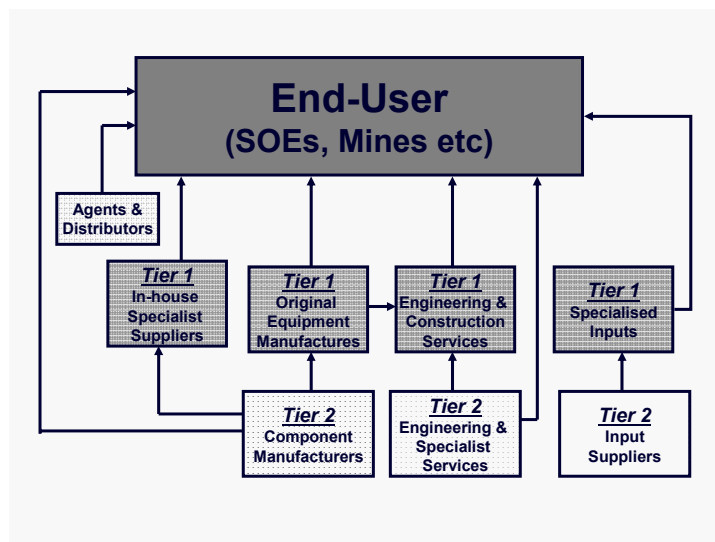 End-User
(SOEs, Mines etc)
Agents &
Distributors
Tier 1
In-house
Specialist
Suppliers
Tier 1
Original
Equipment
Manufactures
Tier 1
Engineering &
Construction
Services
Tier 1
Specialised
Inputs
Tier 2
Component
Manufacturers
Tier 2
Engineering &
Specialist
Services
Tier 2
Input
Suppliers